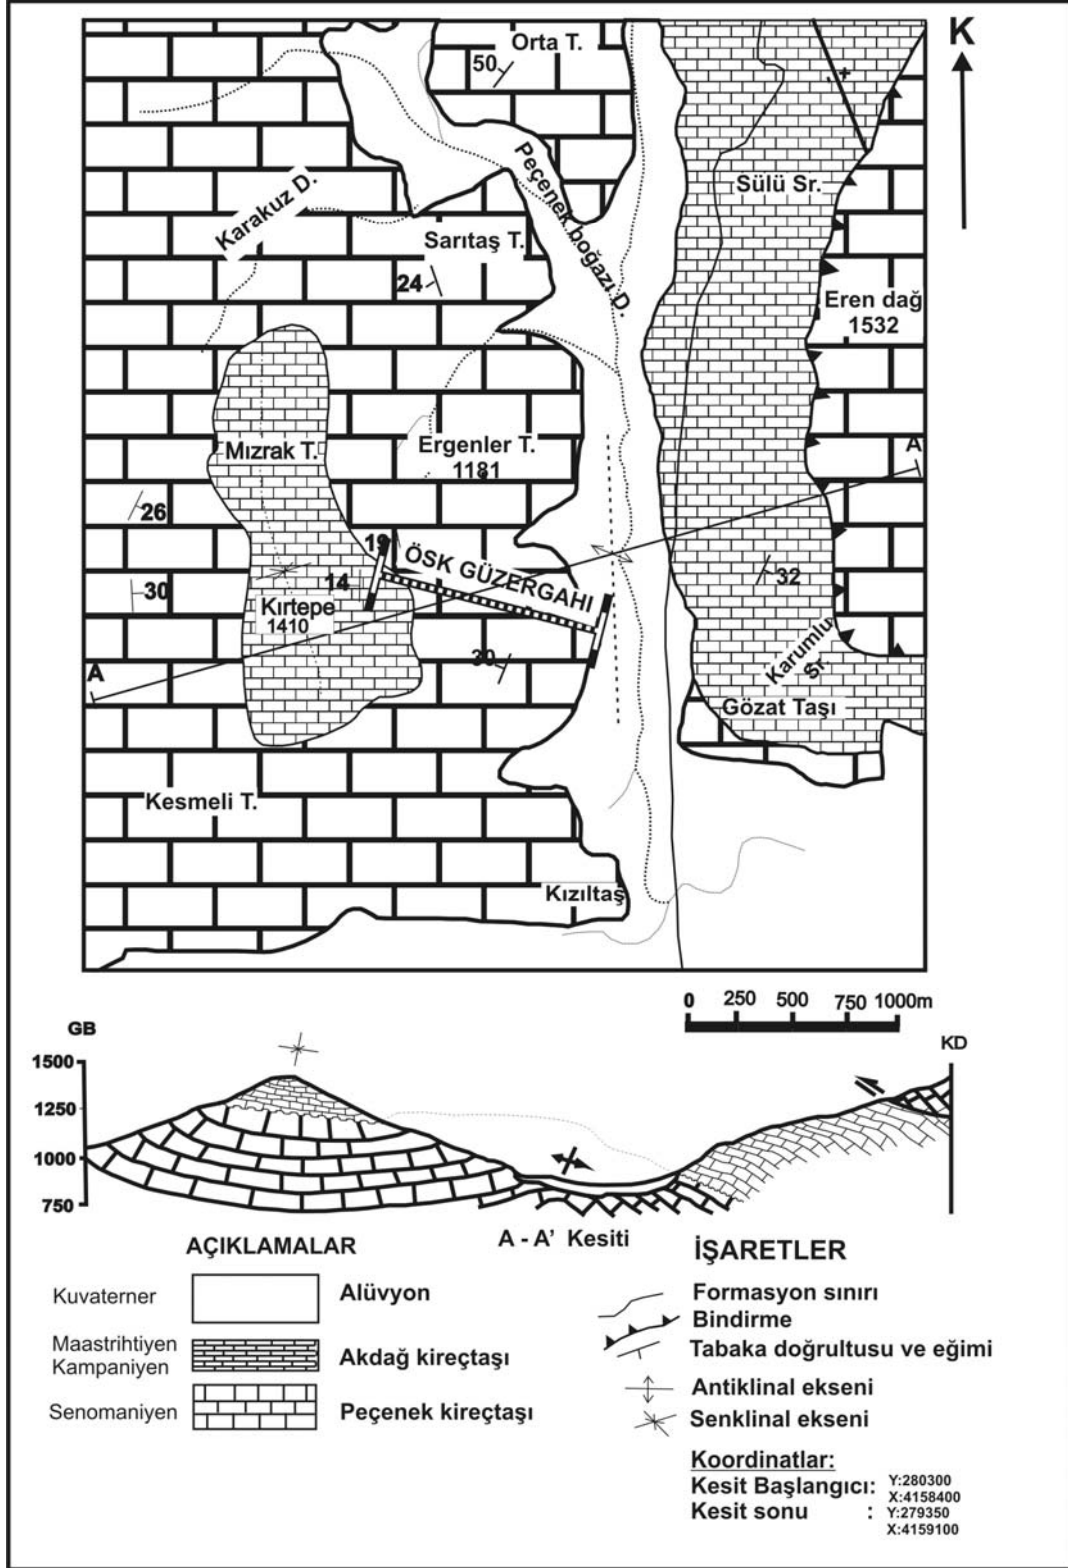 K
Orta T.
50
Peçenek boğazı D.
Sülü Sr.
Karakuz D.
Sarıtaş T.
24
Eren dağ
1532
Mızrak T.
Ergenler T.
1181
A
26
19
ÖSK GÜZERGAHI
14
30
32
Kırtepe
1410
Karumlu
Sr.
30
A
Gözat Taşı
Kesmeli T.
Kızıltaş
0 250 500 750 1000m
GB
KD
1500
1250
1000
750
A - A’ Kesiti
AÇIKLAMALAR
Kuvaterner
Alüvyon
Maastrihtiyen
Kampaniyen
Akdağ kireçtaşı
Senomaniyen
Peçenek kireçtaşı
İŞARETLER
Formasyon sınırı
Bindirme
Tabaka doğrultusu ve eğimi
Antiklinal ekseni
Senklinal ekseni
Koordinatlar:
Kesit Başlangıcı: Y:280300
X:4158400
Kesit sonu : Y:279350
X:4159100